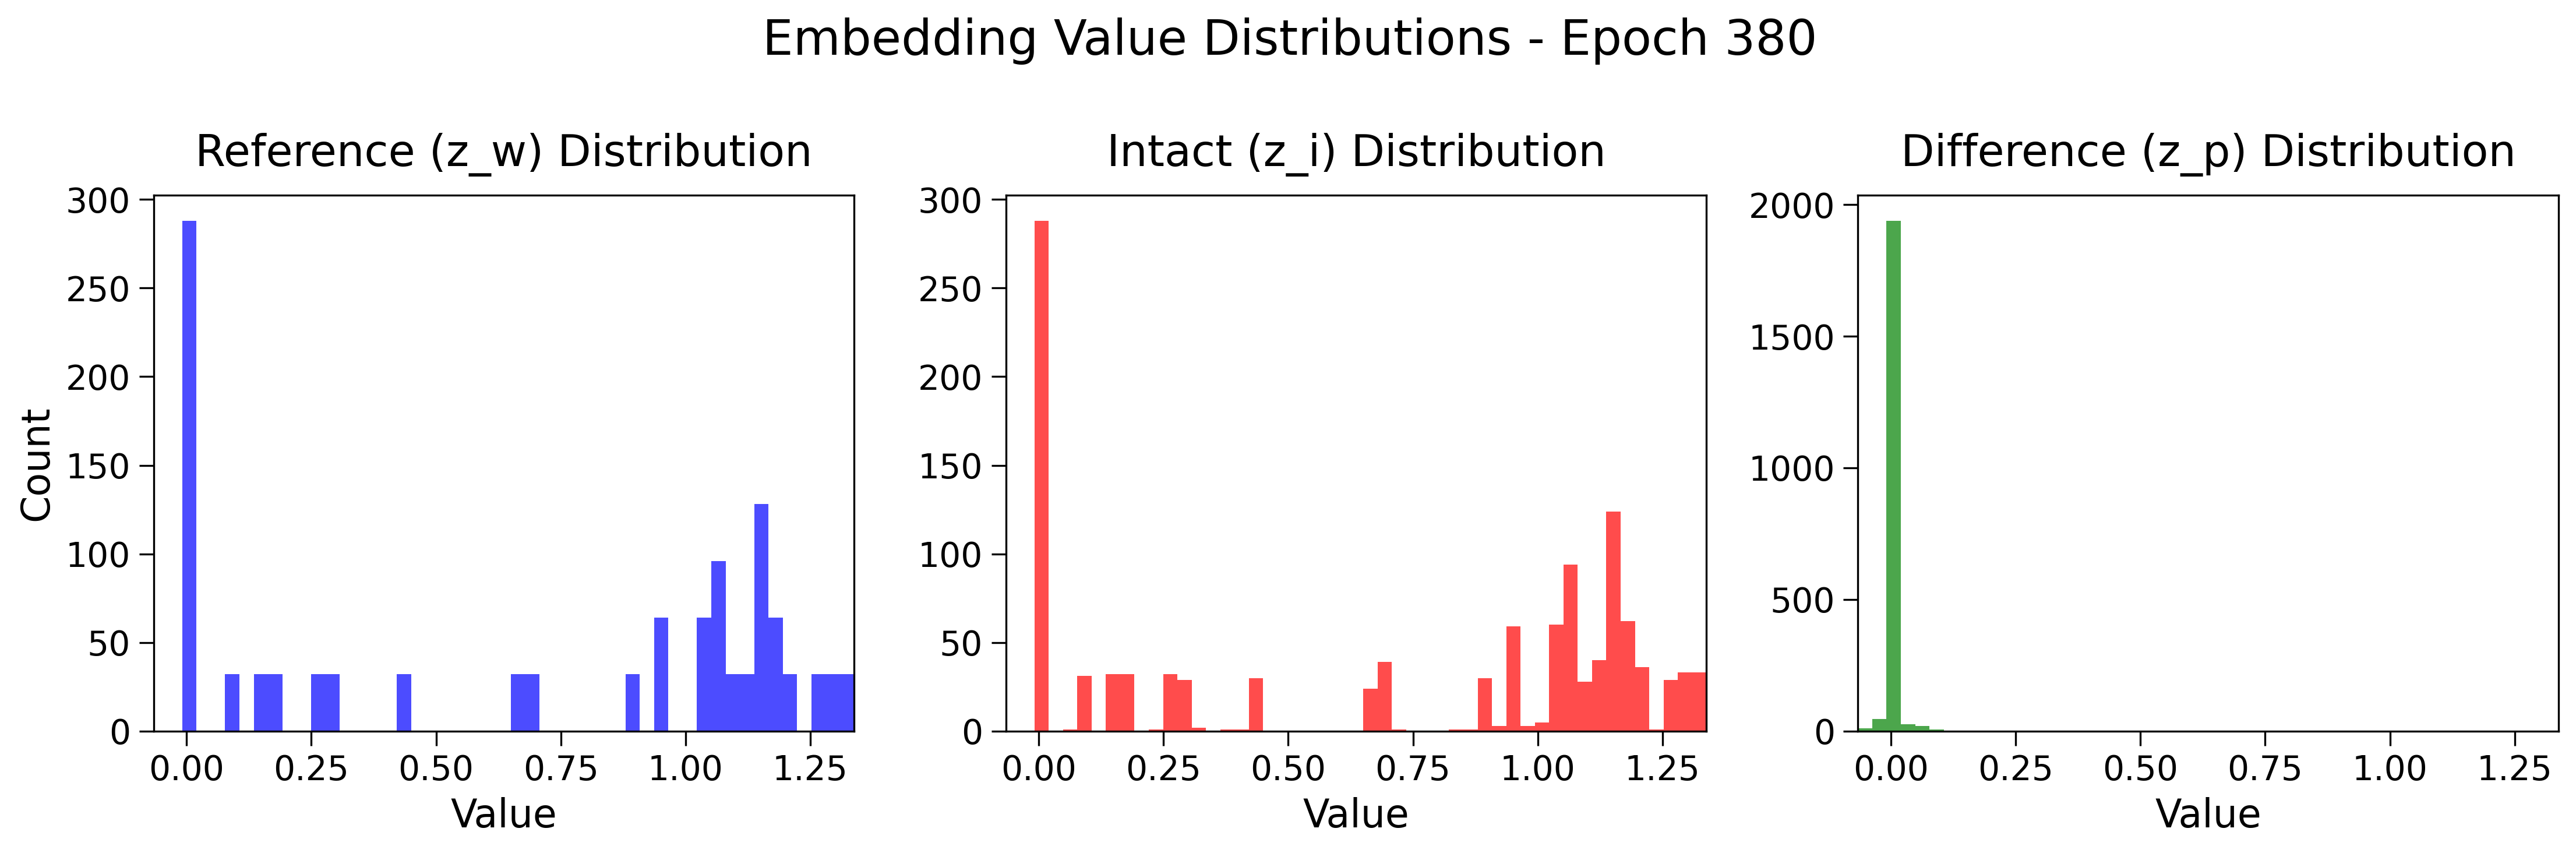 Embedding Value Distributions - Epoch 380
Reference (z_w) Distribution
Intact (z_i) Distribution
Difference (z_p) Distribution
300
250
200
150
100
50
0
Count
0.00 0.25 0.50 0.75 1.00 1.25
Value
300
250
200
150
100
50
0
0.00 0.25 0.50 0.75 1.00 1.25
Value
2000
1500
1000
500
0
0.00 0.25 0.50 0.75 1.00 1.25
Value